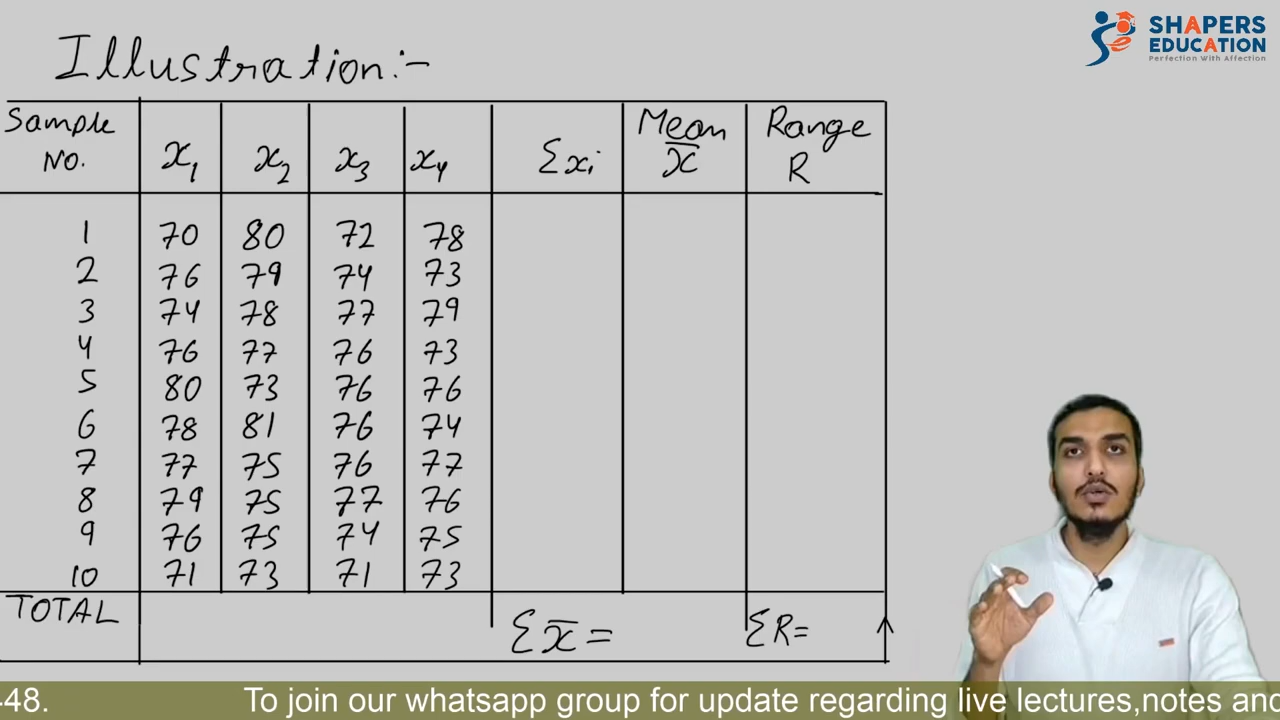 SHAPERS
EDUCATION
Perfection With Affection
Illustration:-
Sample No. x₁ x₂ x₃ x₄ Σxᵢ Mean x̄ Range R
1 70 80 72 78
2 76 79 74 73
3 74 78 77 79
4 76 77 76 73
5 80 73 76 76
6 78 81 76 74
7 77 75 76 77
8 79 75 77 76
9 76 75 74 75
10 71 73 71 73
TOTAL Σx̄ = ΣR=
-48. To join our whatsapp group for update regarding live lectures,notes and